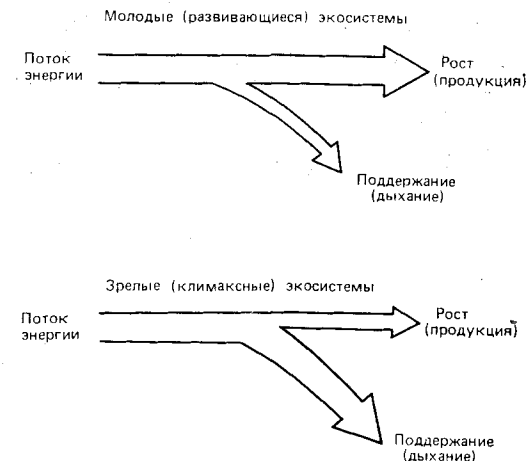 Молодые (развивающиеся) экосистемы
Поток
энергии
Рост
(продукция)
Поддержание
(дыхание)
Зрелые (климаксные) экосистемы
Поток
энергии
Рост
(продукция)
Поддержание
(дыхание)